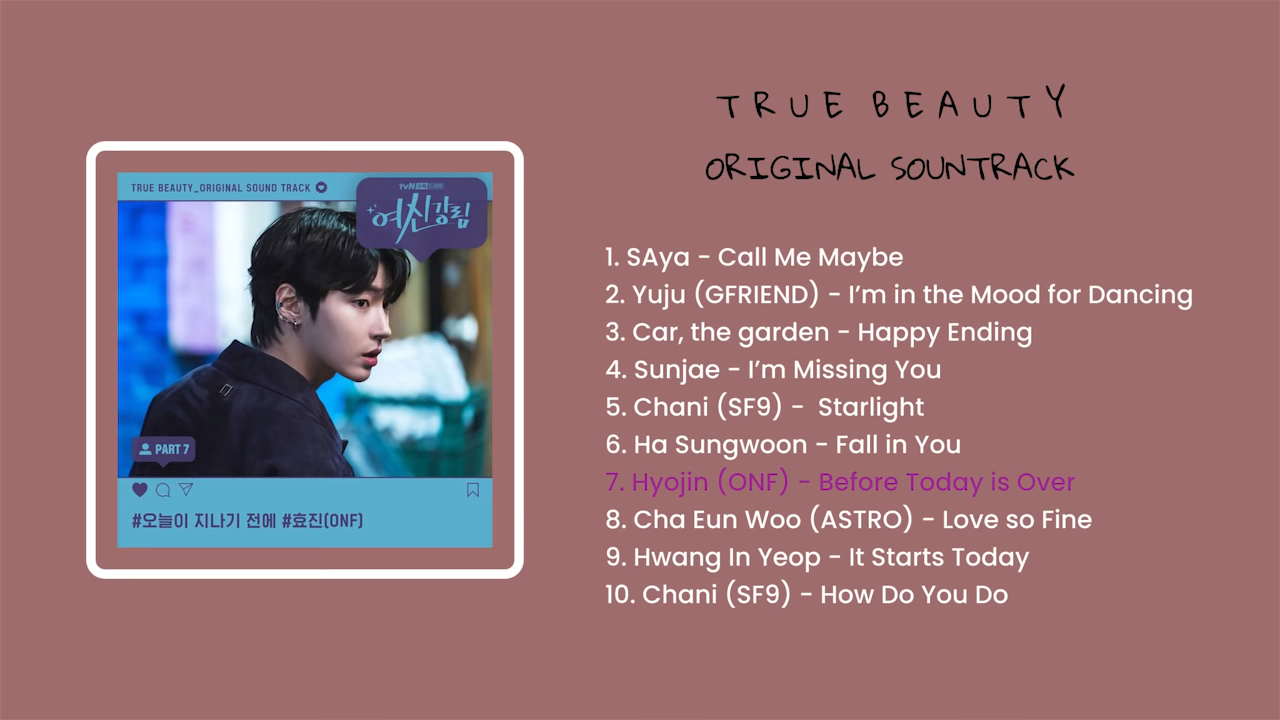 TRUE BEAUTY
ORIGINAL SOUNTRACK
TRUE BEAUTY_ORIGINAL SOUND TRACK
tvN
여신강림
PART 7
#오늘이 지나기 전에 #효진(ONF)
1. SAya - Call Me Maybe
2. Yuju (GFRIEND) - I’m in the Mood for Dancing
3. Car, the garden - Happy Ending
4. Sunjae - I’m Missing You
5. Chani (SF9) -  Starlight
6. Ha Sungwoon - Fall in You
7. Hyojin (ONF) - Before Today is Over
8. Cha Eun Woo (ASTRO) - Love so Fine
9. Hwang In Yeop - It Starts Today
10. Chani (SF9) - How Do You Do